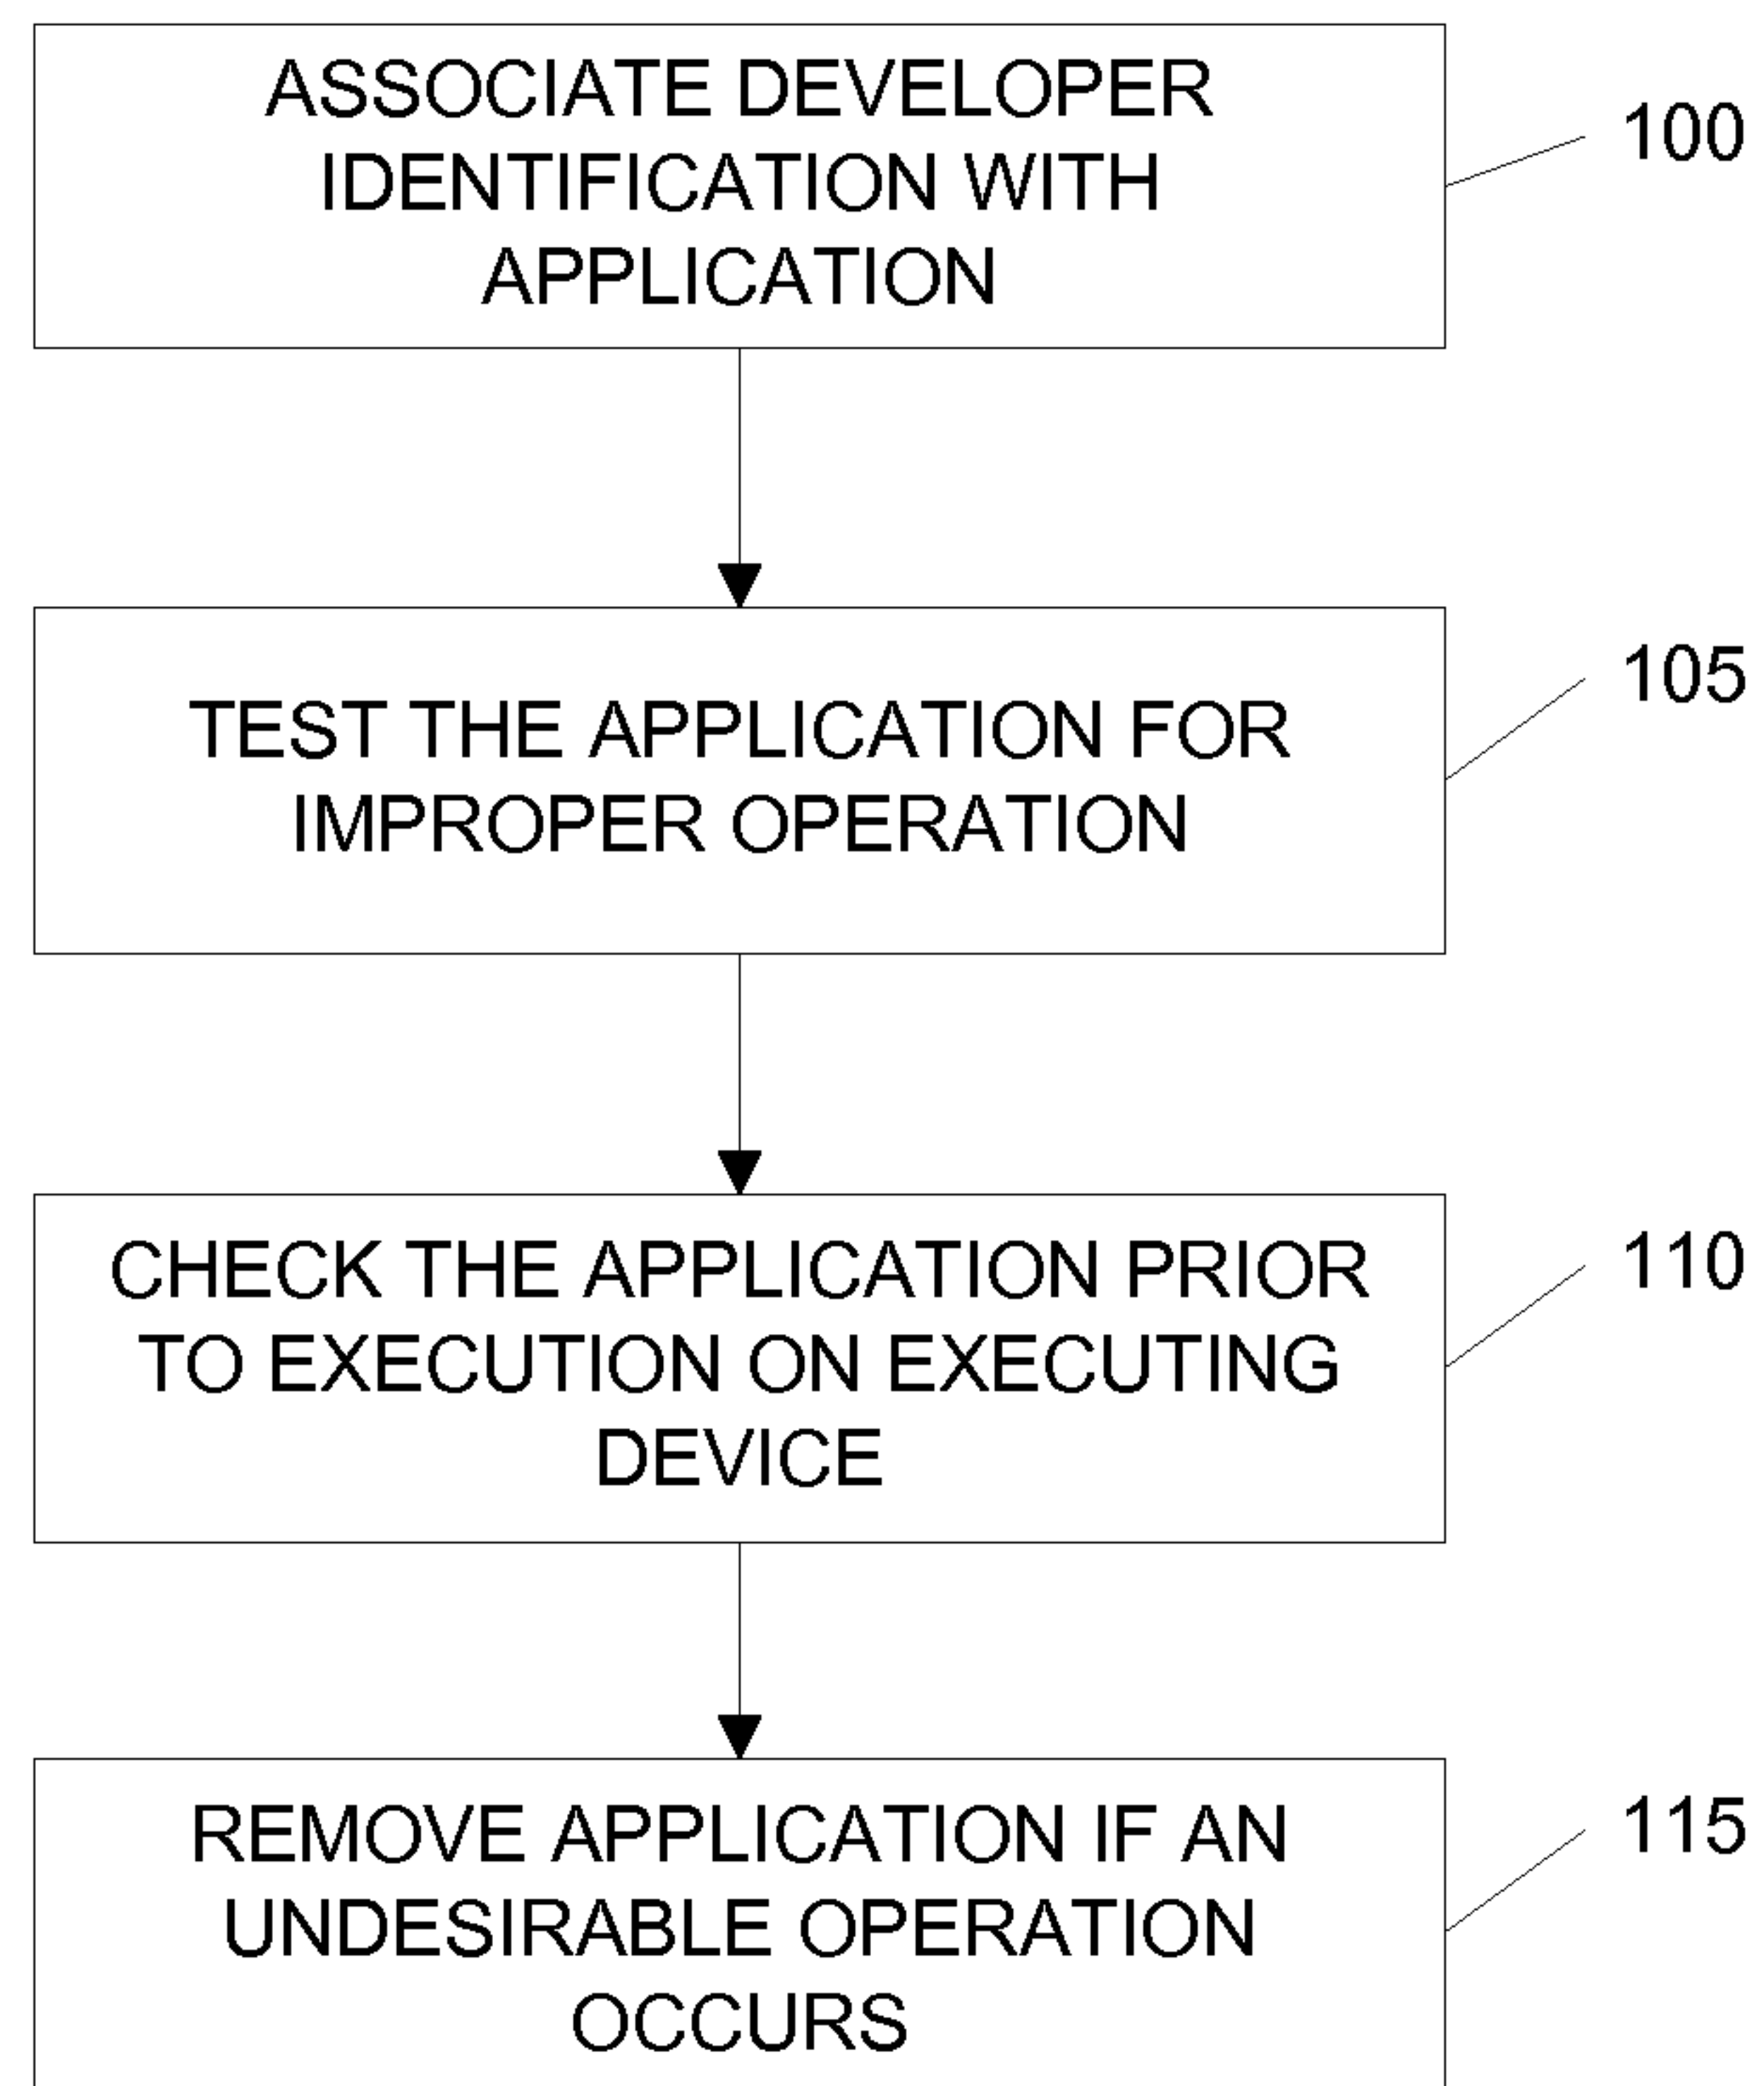 ASSOCIATE DEVELOPER
IDENTIFICATION WITH
APPLICATION
100
TEST THE APPLICATION FOR
IMPROPER OPERATION
105
CHECK THE APPLICATION PRIOR
TO EXECUTION ON EXECUTING
DEVICE
110
REMOVE APPLICATION IF AN
UNDESIRABLE OPERATION
OCCURS
115